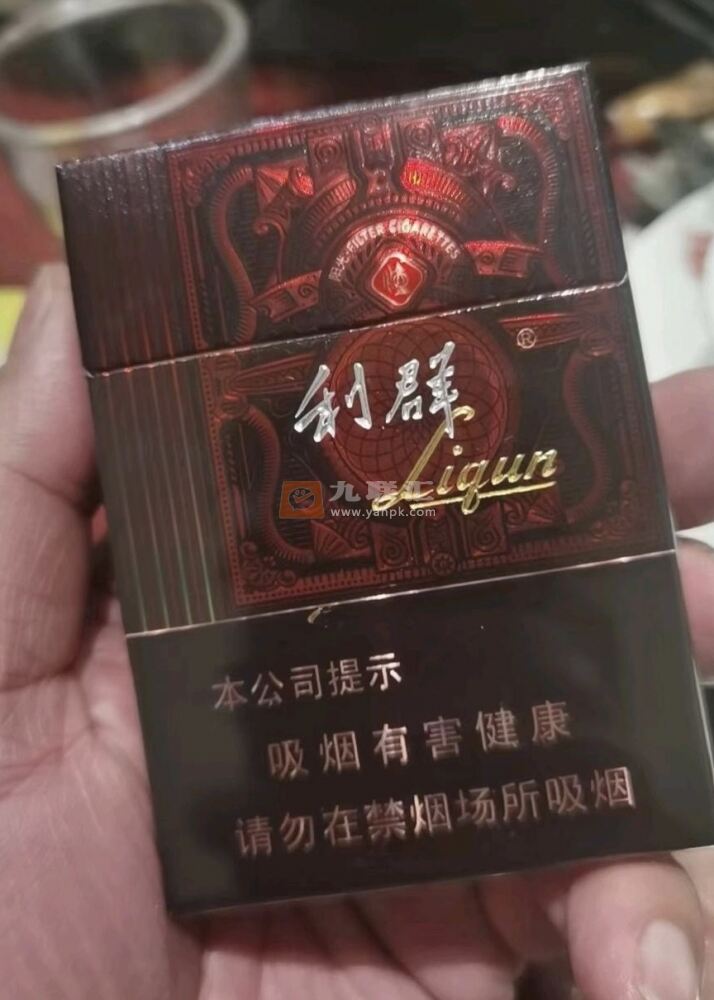 FILTER CIGARETTES
®
利群
Liqun
九联汇
www.yanpk.com
本公司提示
吸烟有害健康
请勿在禁烟场所吸烟